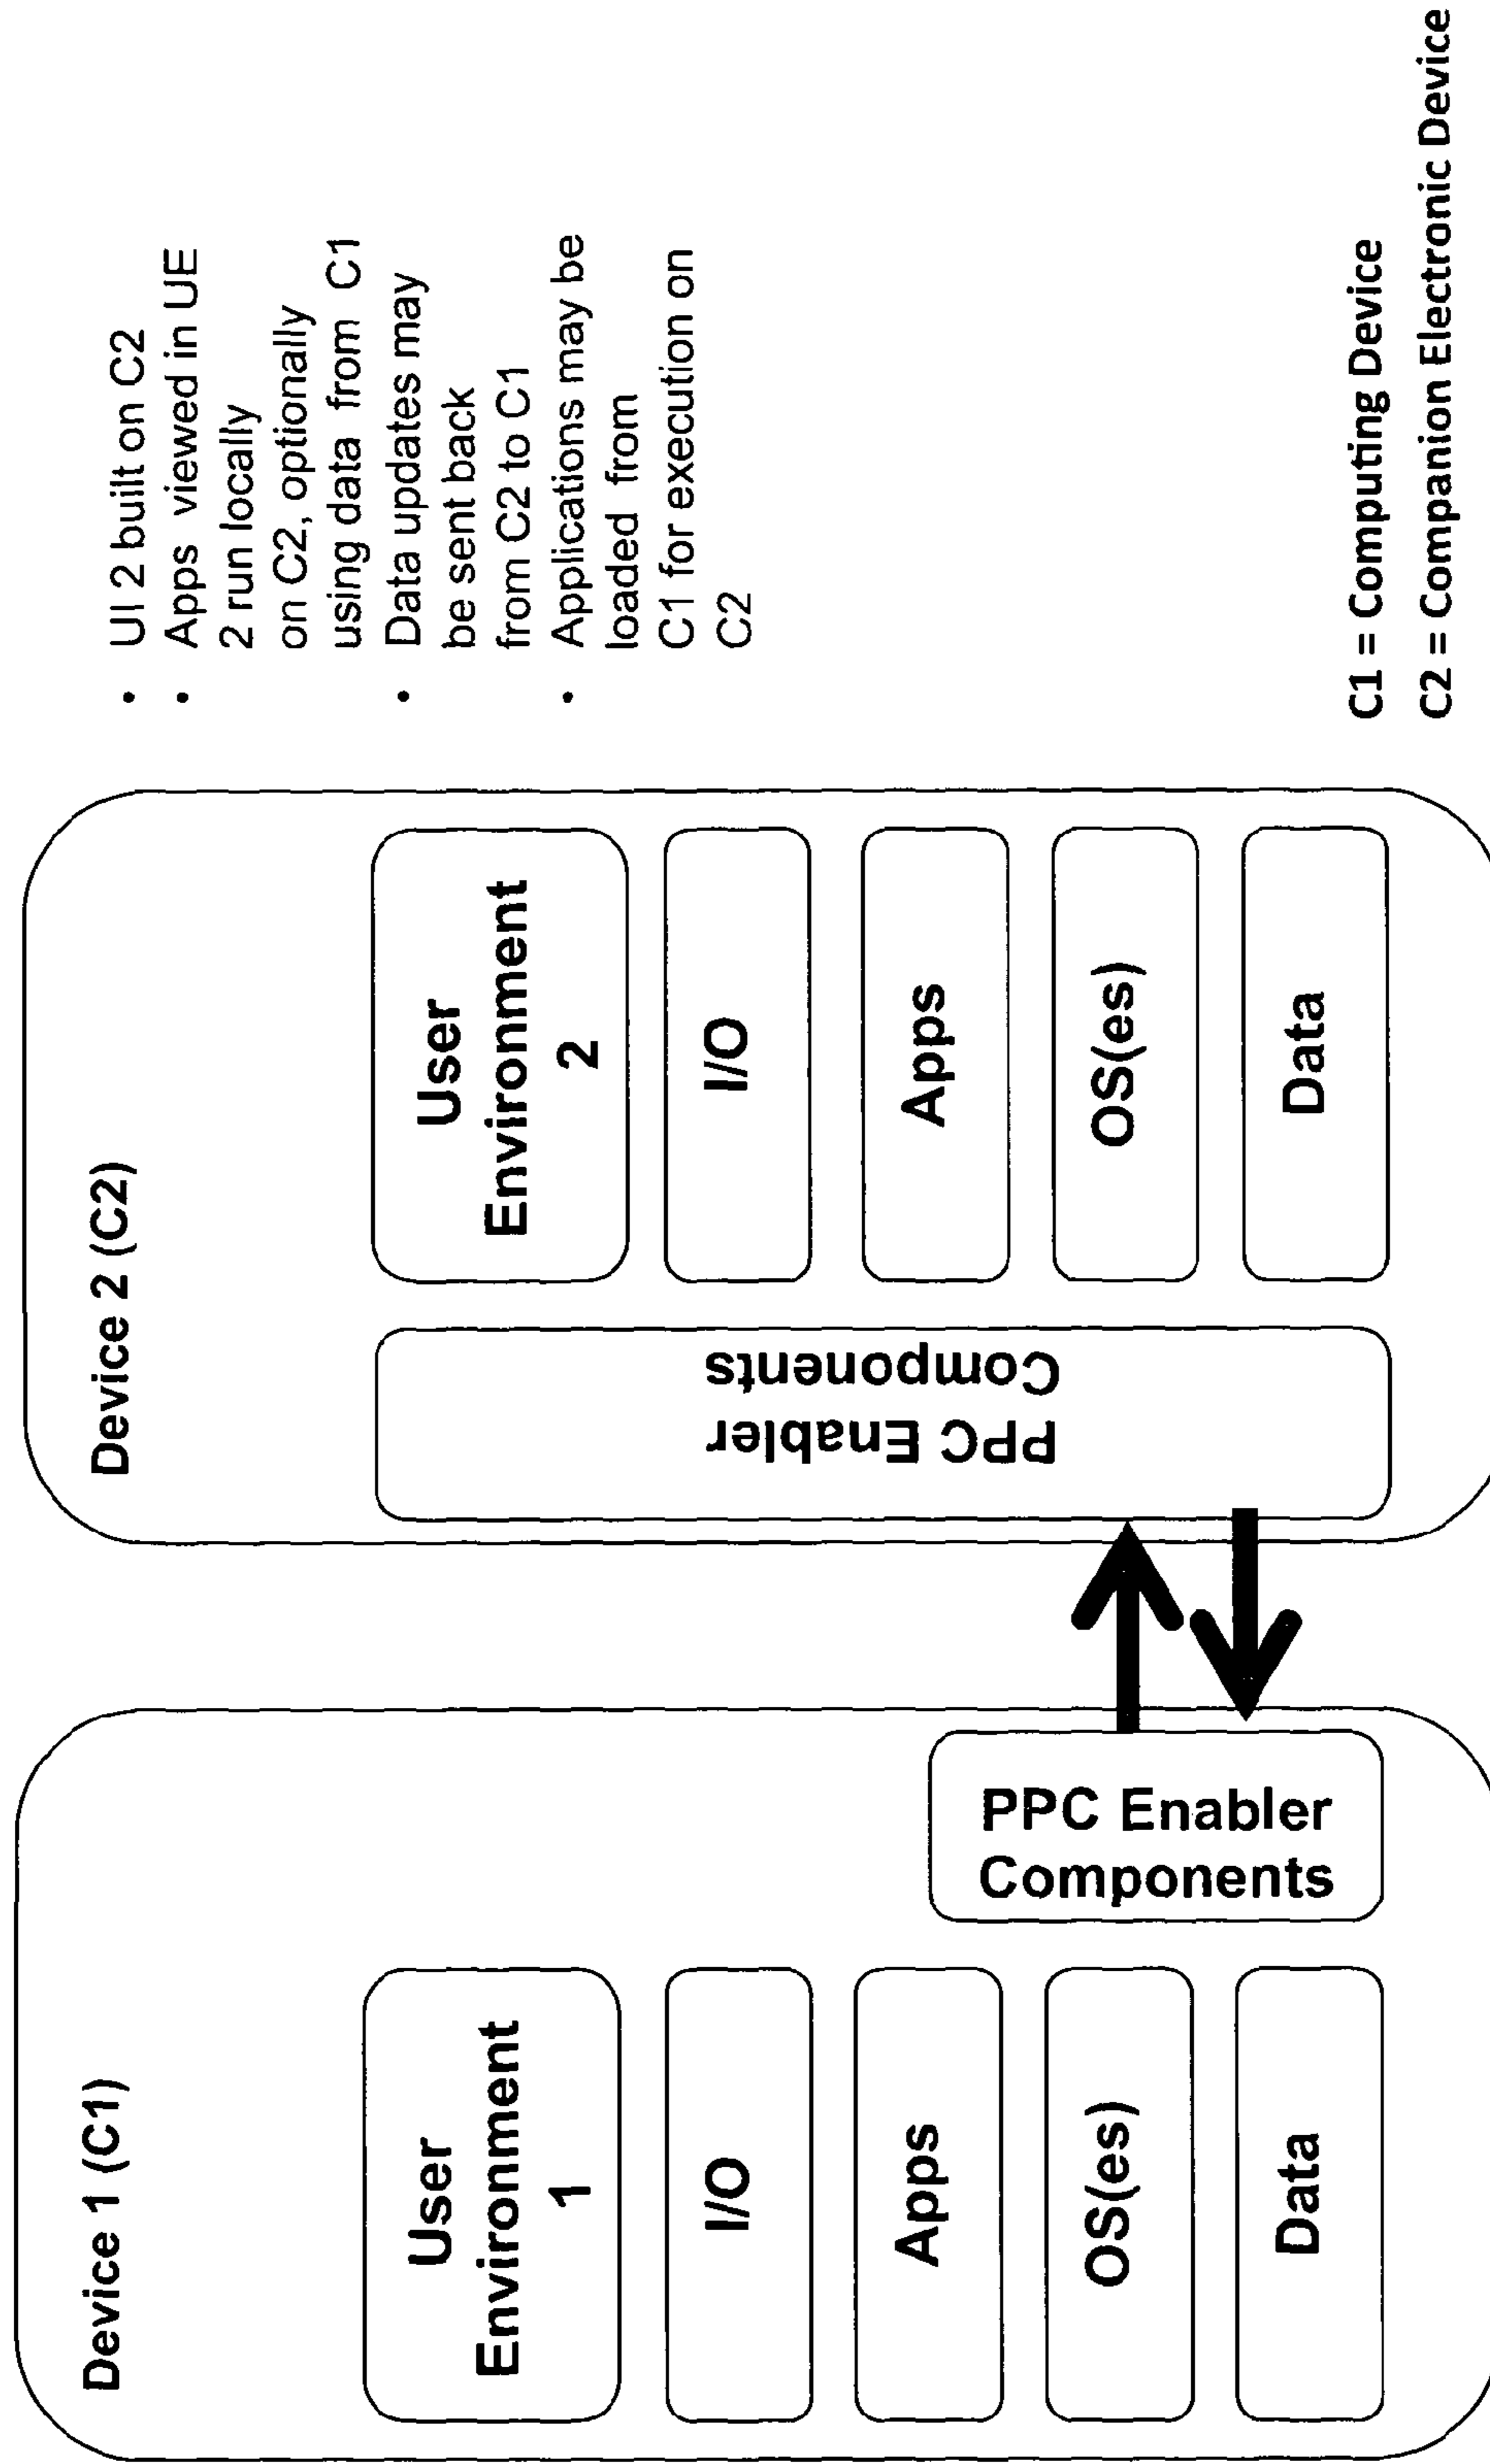 Device 1 (C1)
User
Environment
1
I/O
Apps
OS(es)
Data
PPC Enabler
Components
Device 2 (C2)
PPC Enabler
Components
User
Environment
2
I/O
Apps
OS(es)
Data
• UI 2 built on C2
• Apps viewed in UE
2 run locally
on C2, optionally
using data from C1
• Data updates may
be sent back
from C2 to C1
• Applications may be
loaded from
C1 for execution on
C2
C1 = Computing Device
C2 = Companion Electronic Device